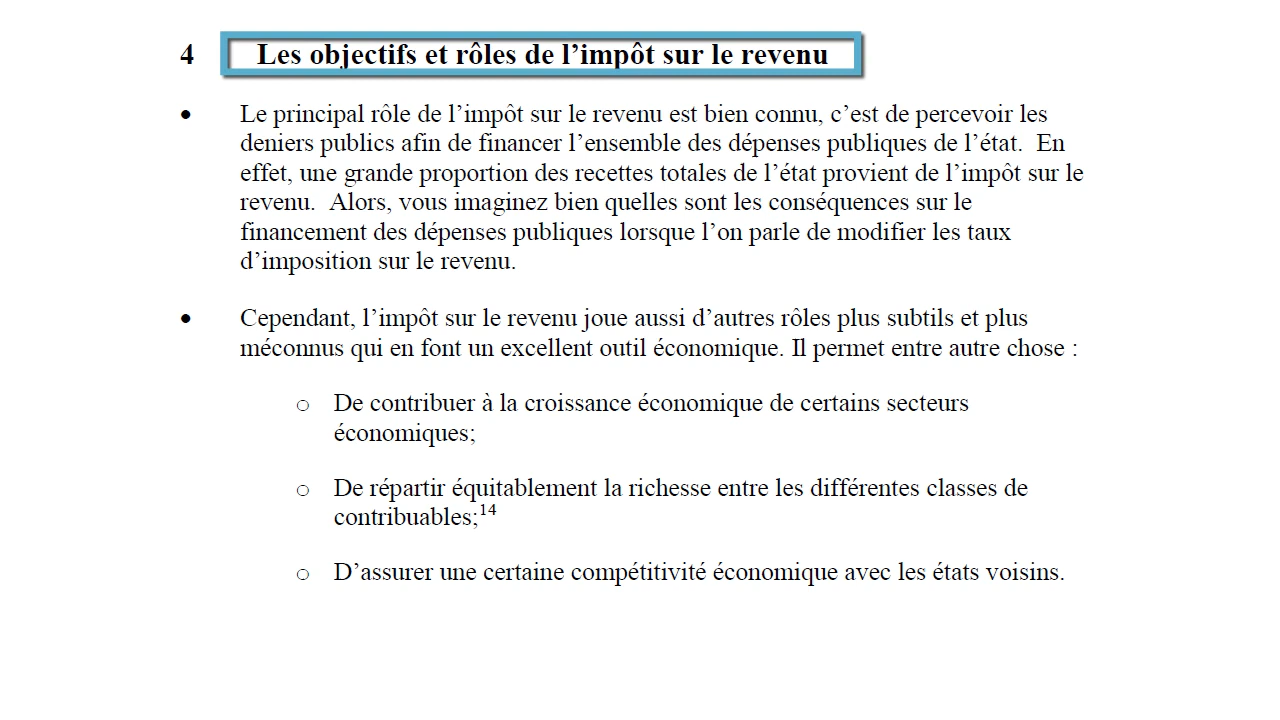 4 Les objectifs et rôles de l’impôt sur le revenu
• Le principal rôle de l’impôt sur le revenu est bien connu, c’est de percevoir les
deniers publics afin de financer l’ensemble des dépenses publiques de l’état. En
effet, une grande proportion des recettes totales de l’état provient de l’impôt sur le
revenu. Alors, vous imaginez bien quelles sont les conséquences sur le
financement des dépenses publiques lorsque l’on parle de modifier les taux
d’imposition sur le revenu.
• Cependant, l’impôt sur le revenu joue aussi d’autres rôles plus subtils et plus
méconnus qui en font un excellent outil économique. Il permet entre autre chose :
o De contribuer à la croissance économique de certains secteurs
économiques;
o De répartir équitablement la richesse entre les différentes classes de
contribuables;14
o D’assurer une certaine compétitivité économique avec les états voisins.